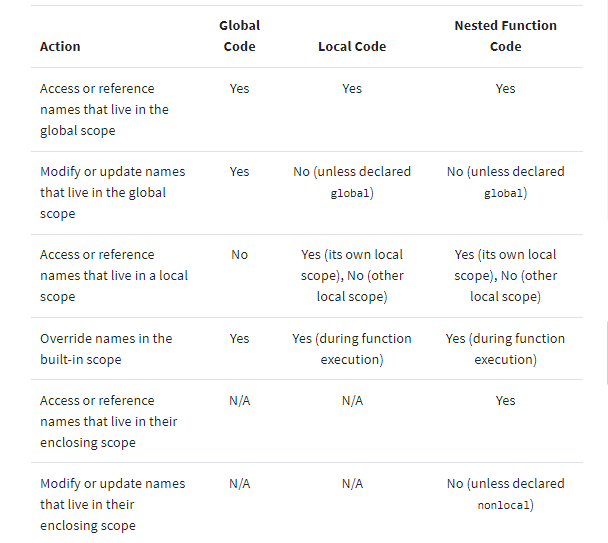 Global
Code
Nested Function
Code
Action
Local Code
Access or reference
names that live in the
global scope
Yes
Yes
Yes
Modify or update names
that live in the global
scope
Yes
No (unless declared
global)
No (unless declared
global)
Access or reference
names that live in a local
scope
No
Yes (its own local
scope), No (other
local scope)
Yes (its own local
scope), No (other
local scope)
Override names in the
built-in scope
Yes
Yes (during function
execution)
Yes (during function
execution)
Access or reference
names that live in their
enclosing scope
N/A
N/A
Yes
Modify or update names
that live in their
enclosing scope
N/A
N/A
No (unless declared
nonlocal)